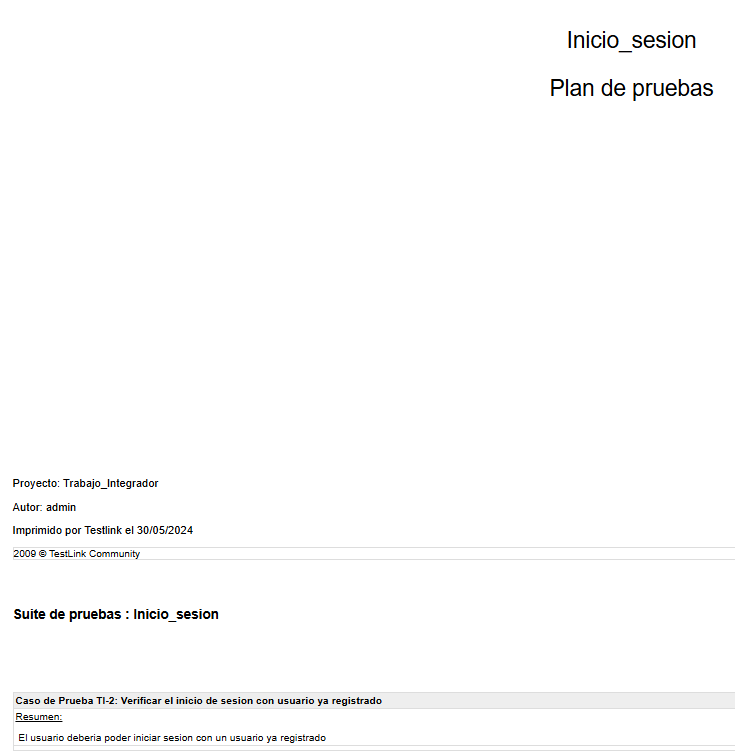 Inicio_sesion
Plan de pruebas
Proyecto: Trabajo_Integrador
Autor: admin
Imprimido por Testlink el 30/05/2024
2009 © TestLink Community
Suite de pruebas : Inicio_sesion
Caso de Prueba TI-2: Verificar el inicio de sesion con usuario ya registrado
Resumen:
El usuario deberia poder iniciar sesion con un usuario ya registrado